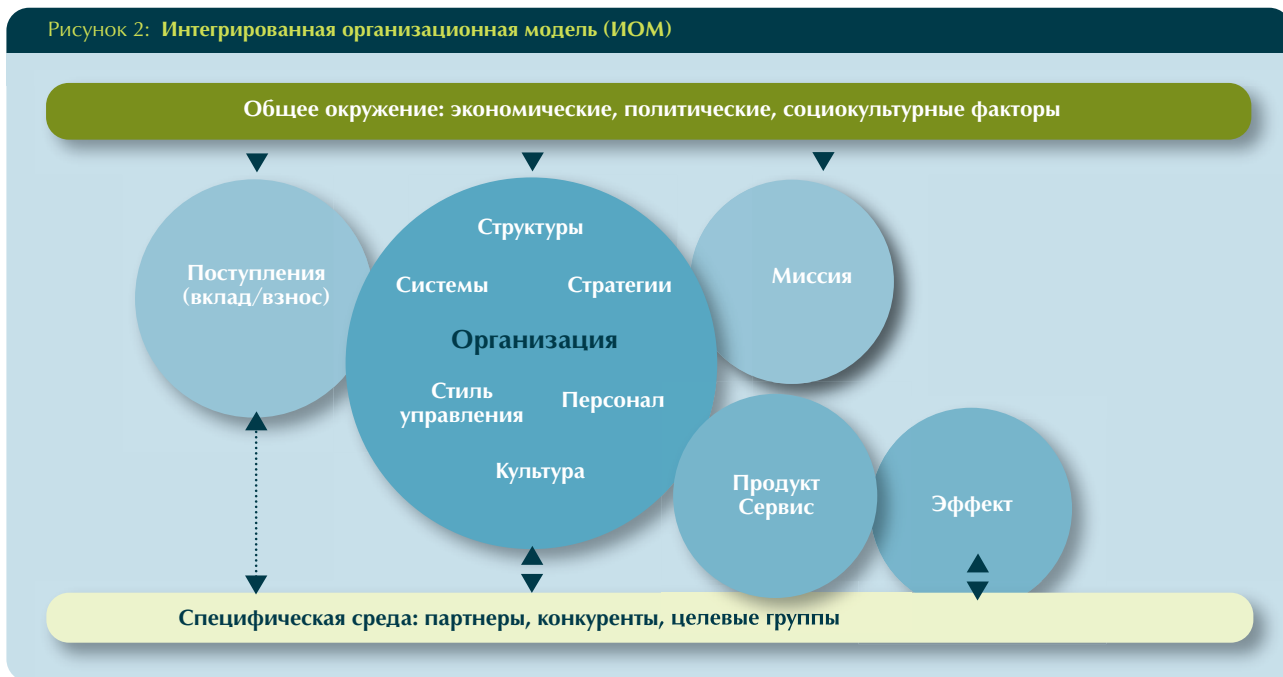 Рисунок 2: Интегрированная организационная модель (ИОМ)
Общее окружение: экономические, политические, социокультурные факторы
Поступления
(вклад/взнос)
Структуры
Системы
Стратегии
Организация
Стиль
управления
Персонал
Культура
Миссия
Продукт
Сервис
Эффект
Специфическая среда: партнеры, конкуренты, целевые группы